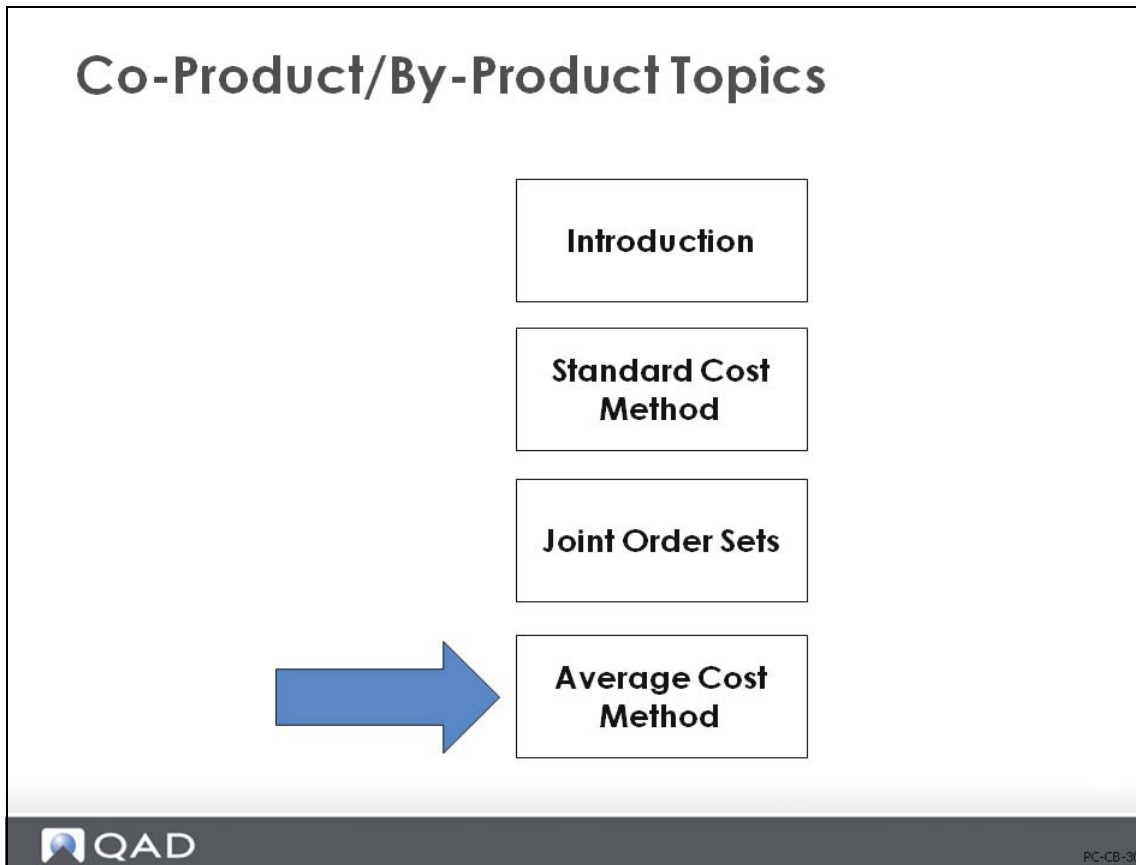 Co-Product/By-Product Topics
Introduction
Standard Cost
Method
Joint Order Sets
Average Cost
Method
QAD